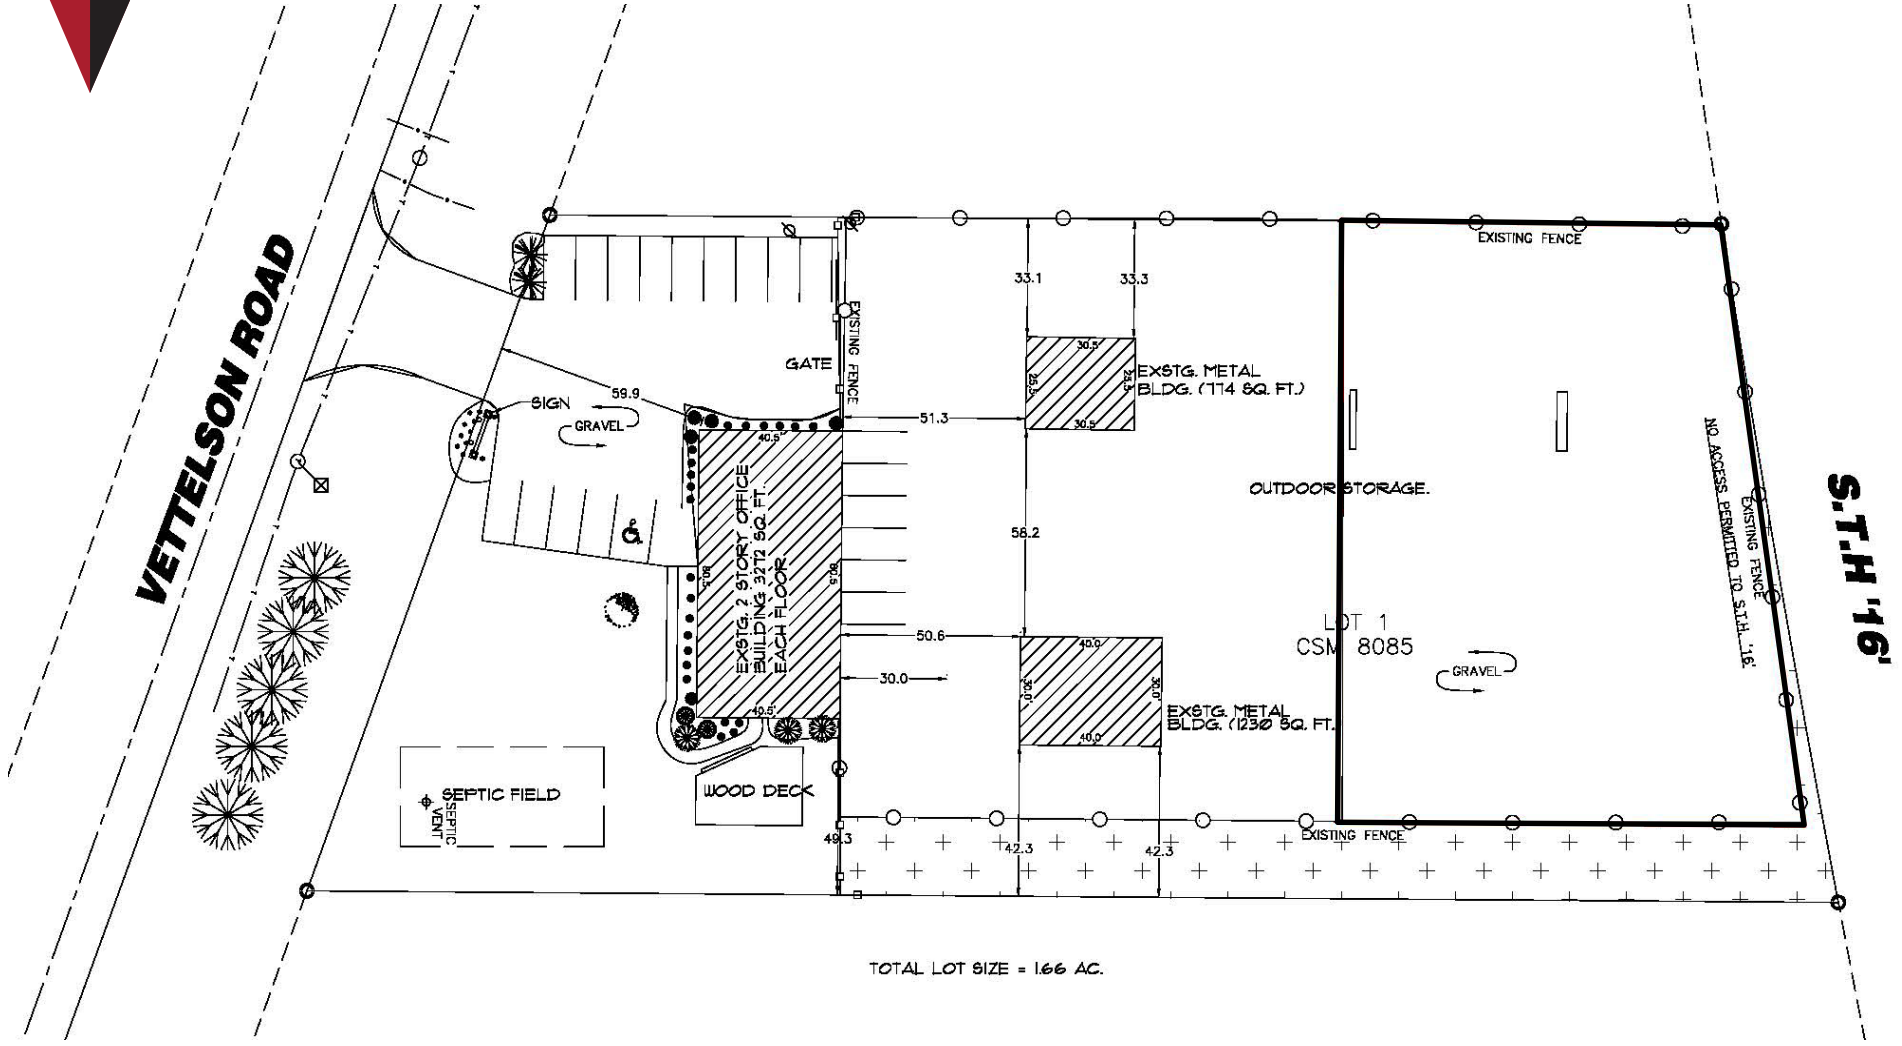 VETTELSON ROAD
S.T.H '16'
EXISTING FENCE
33.1
33.3
GATE
EXISTING FENCE
30.5
25.5
25.5
30.5
EXSTG. METAL
BLDG. (774 SQ. FT.)
59.9
SIGN
GRAVEL
51.3
40.5'
EXSTG. 2 STORY OFFICE
BUILDING 3272 SQ. FT.
EACH FLOOR
80.5'
80.5
40.5'
58.2
OUTDOOR STORAGE.
NO ACCESS PERMITTED TO S.T.H. '16'
EXISTING FENCE
LOT 1
CSM 8085
50.6
30.0
40.0
30.0'
30.0'
40.0
GRAVEL
EXSTG. METAL
BLDG. (1230 SQ. FT.
SEPTIC FIELD
SEPTIC
VENT
WOOD DECK
49.3
42.3
42.3
EXISTING FENCE
TOTAL LOT SIZE = 1.66 AC.